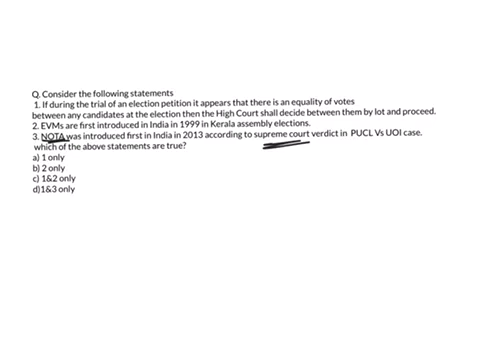 Q. Consider the following statements
1. If during the trial of an election petition it appears that there is an equality of votes
between any candidates at the election then the High Court shall decide between them by lot and proceed.
2. EVMs are first introduced in India in 1999 in Kerala assembly elections.
3. NOTA was introduced first in India in 2013 according to supreme court verdict in PUCL Vs UOI case.
which of the above statements are true?
a) 1 only
b) 2 only
c) 1&2 only
d)1&3 only